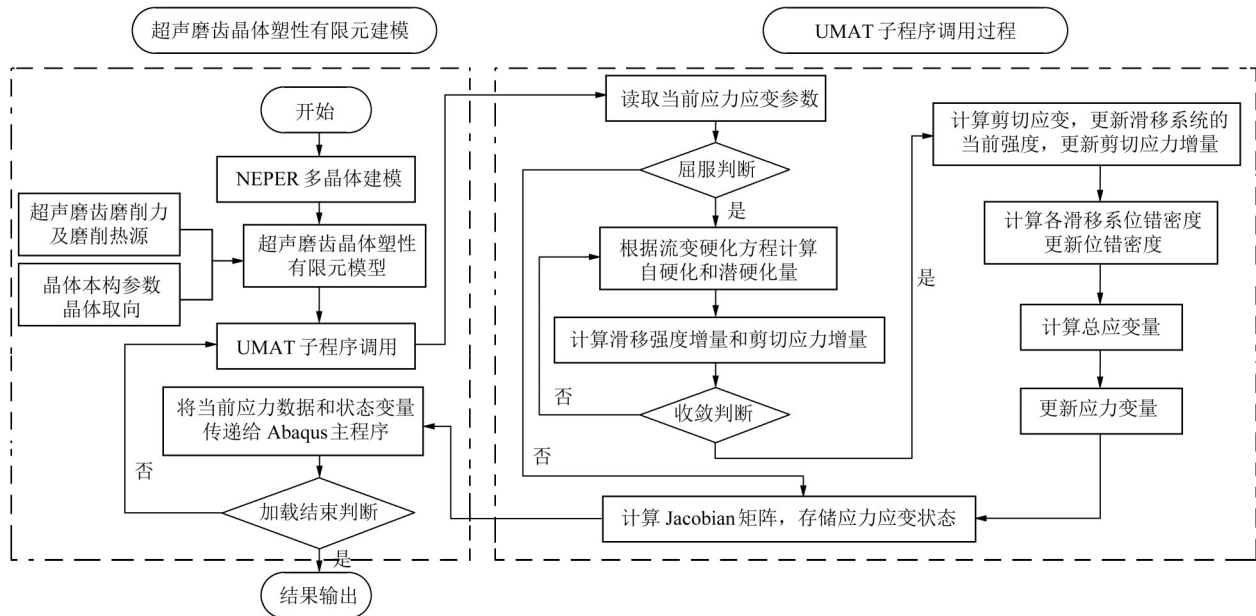 超声磨齿晶体塑性有限元建模
开始
NEPER 多晶体建模
超声磨齿磨削力
及磨削热源
晶体本构参数
晶体取向
超声磨齿晶体塑性
有限元模型
UMAT 子程序调用
将当前应力数据和状态变量
传递给 Abaqus 主程序
否
加载结束判断
是
结果输出
UMAT 子程序调用过程
读取当前应力应变参数
屈服判断
是
根据流变硬化方程计算
自硬化和潜硬化量
计算滑移强度增量和剪切应力增量
否
收敛判断
否
是
计算剪切应变，更新滑移系统的
当前强度，更新剪切应力增量
计算各滑移系位错密度
更新位错密度
计算总应变量
更新应力变量
计算 Jacobian 矩阵，存储应力应变状态